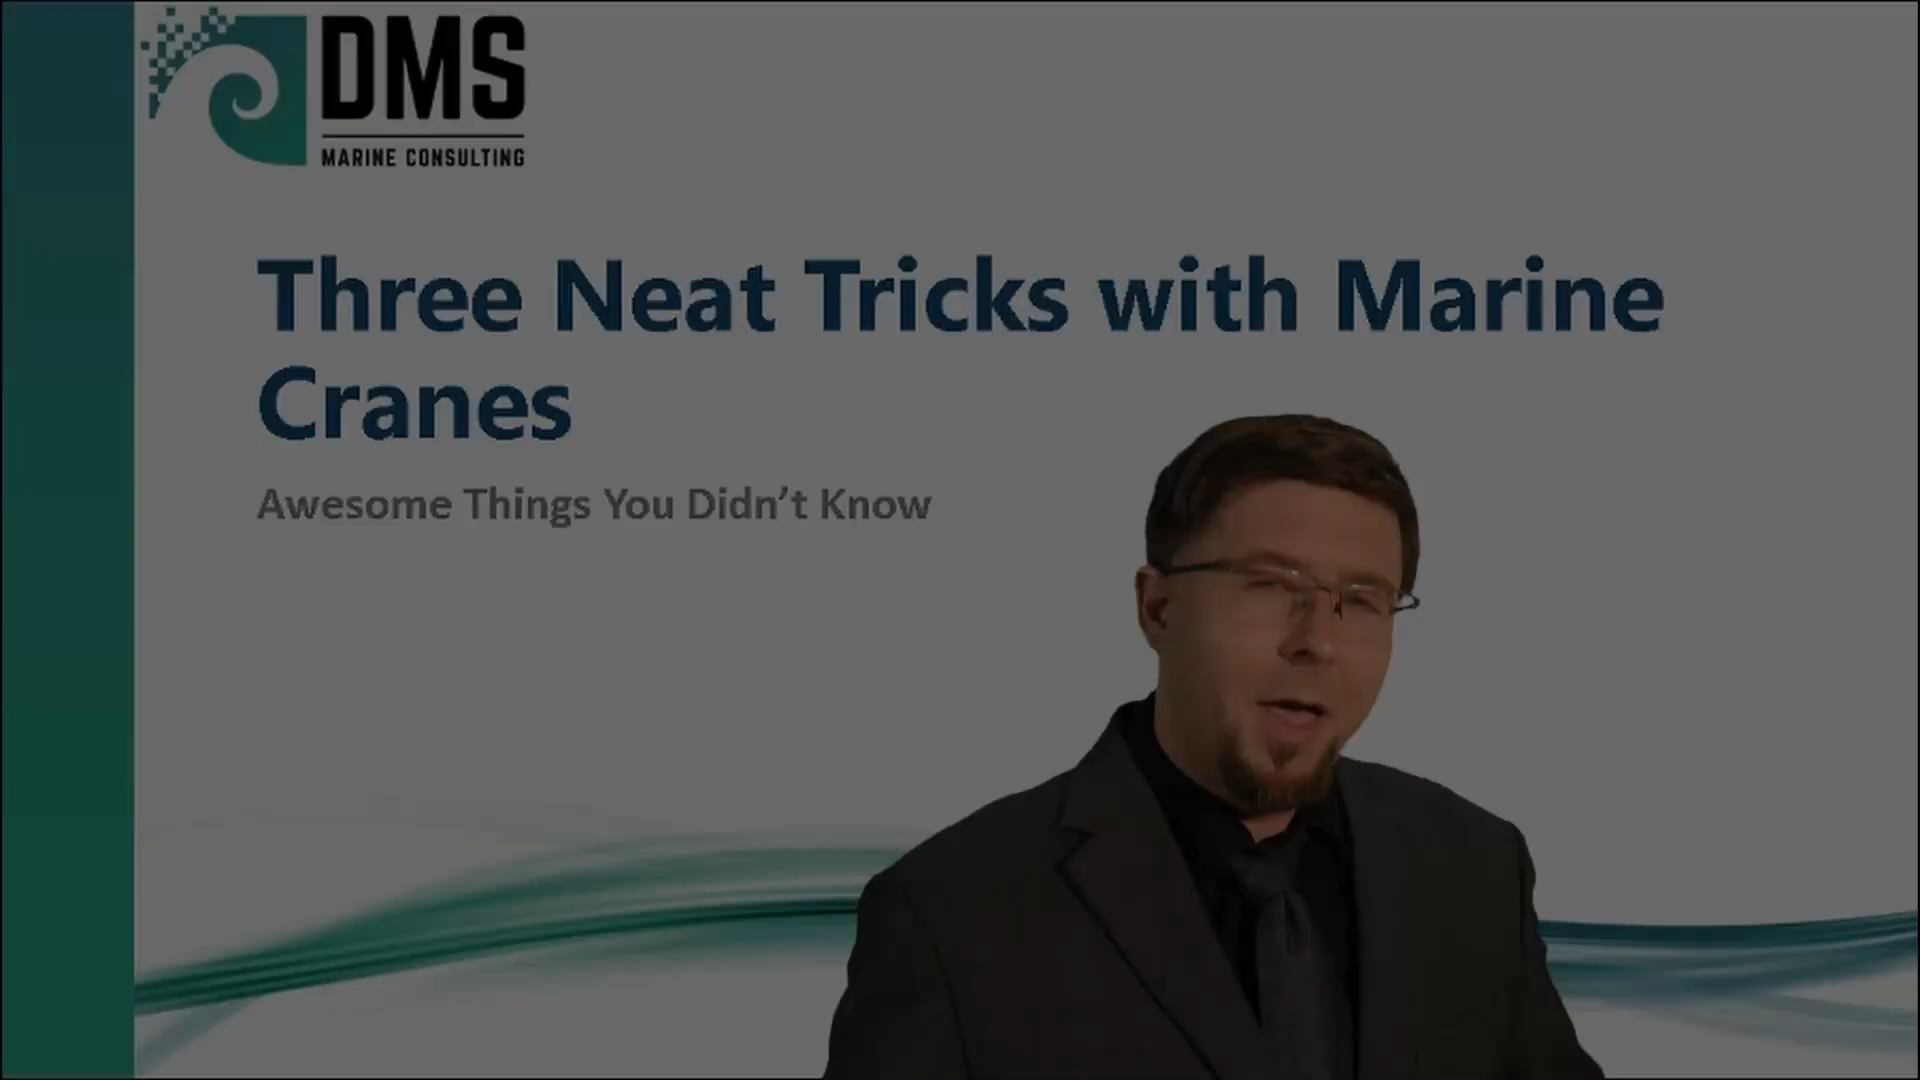 DMS
MARINE CONSULTING
Three Neat Tricks with Marine
Cranes
Awesome Things You Didn’t Know